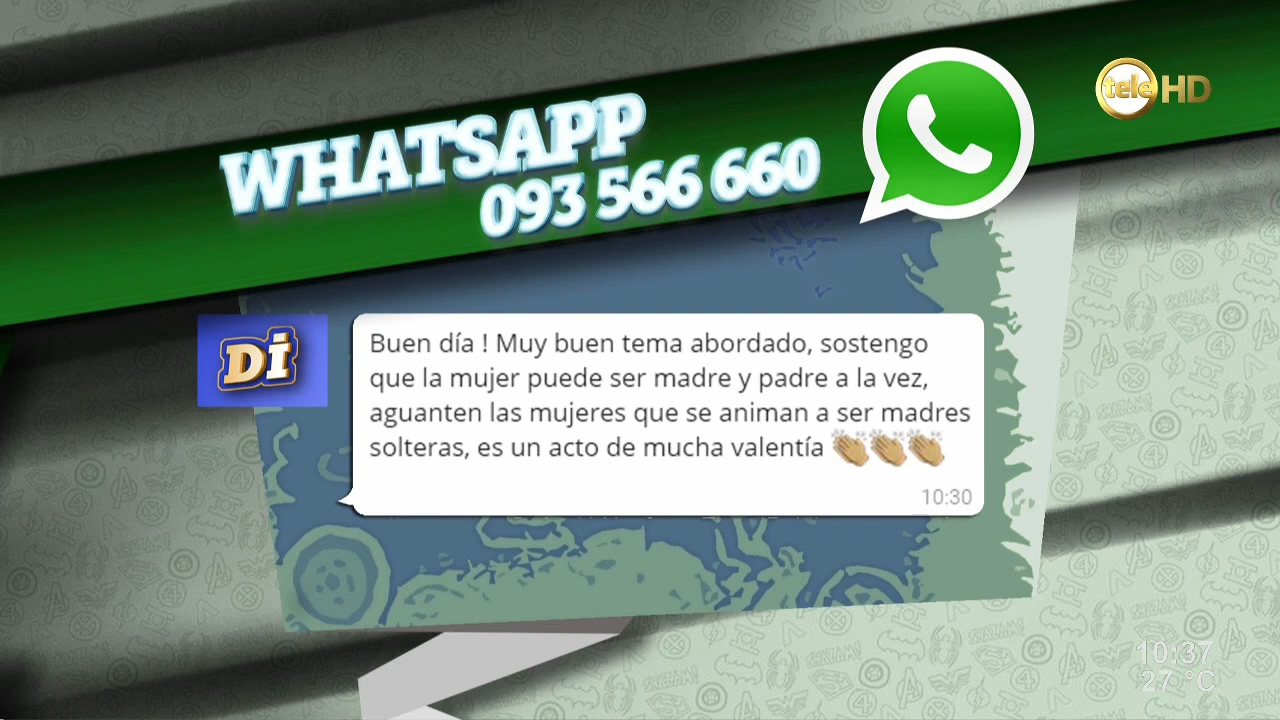 tele HD
WHATSAPP
093 566 660
DI
Buen día ! Muy buen tema abordado, sostengo
que la mujer puede ser madre y padre a la vez,
aguanten las mujeres que se animan a ser madres
solteras, es un acto de mucha valentía 👏👏👏
10:30
10:37
27 °C